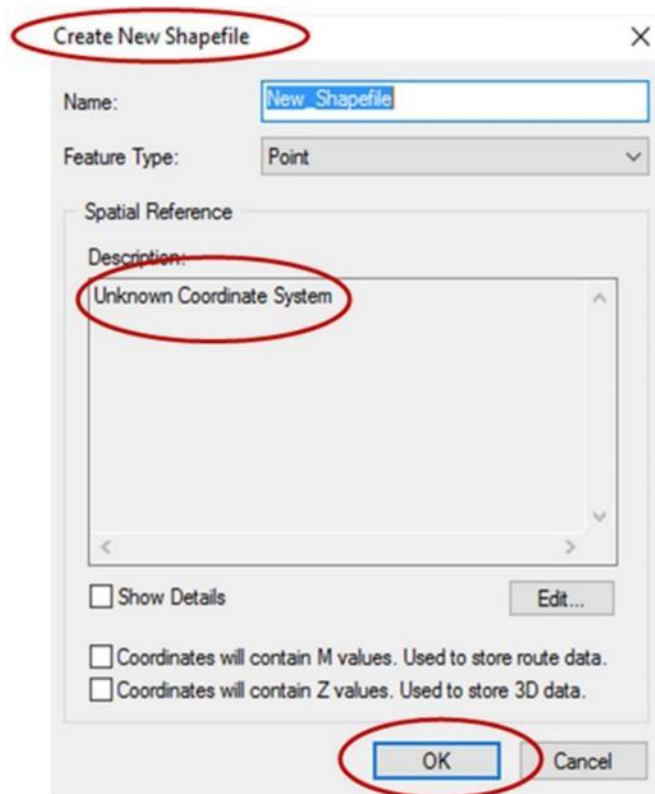 Create New Shapefile
Name: New_Shapefile
Feature Type: Point
Spatial Reference
Description:
Unknown Coordinate System
Show Details
Edit...
Coordinates will contain M values. Used to store route data.
Coordinates will contain Z values. Used to store 3D data.
OK Cancel